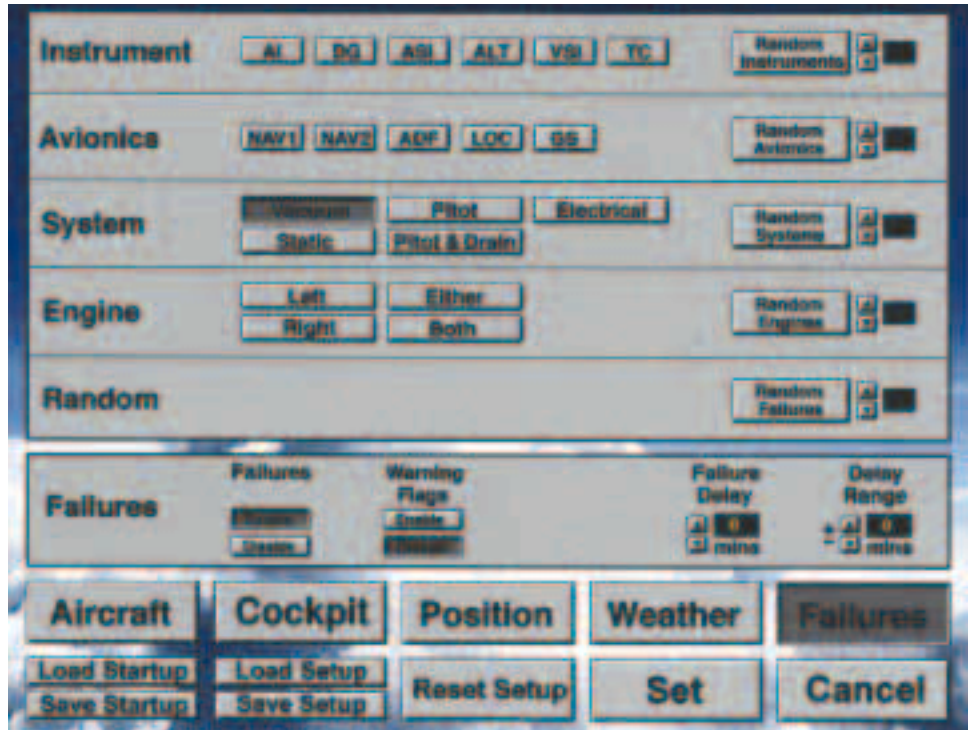 Instrument
AI DG ASI ALT VSI TC
Random
Instruments
Avionics
NAV1 NAV2 ADF LOC GS
Random
Avionics
System
Vacuum Pitot Electrical
Static Pitot & Drain
Random
Systems
Engine
Left Either
Right Both
Random
Engines
Random
Random
Failures
Failures
Failures
Disable
Warning
Flags
Enable
Failure
Delay
0
mins
Delay
Range
+
-
0
mins
Aircraft Cockpit Position Weather Failures
Load Startup Load Setup
Save Startup Save Setup
Reset Setup Set Cancel